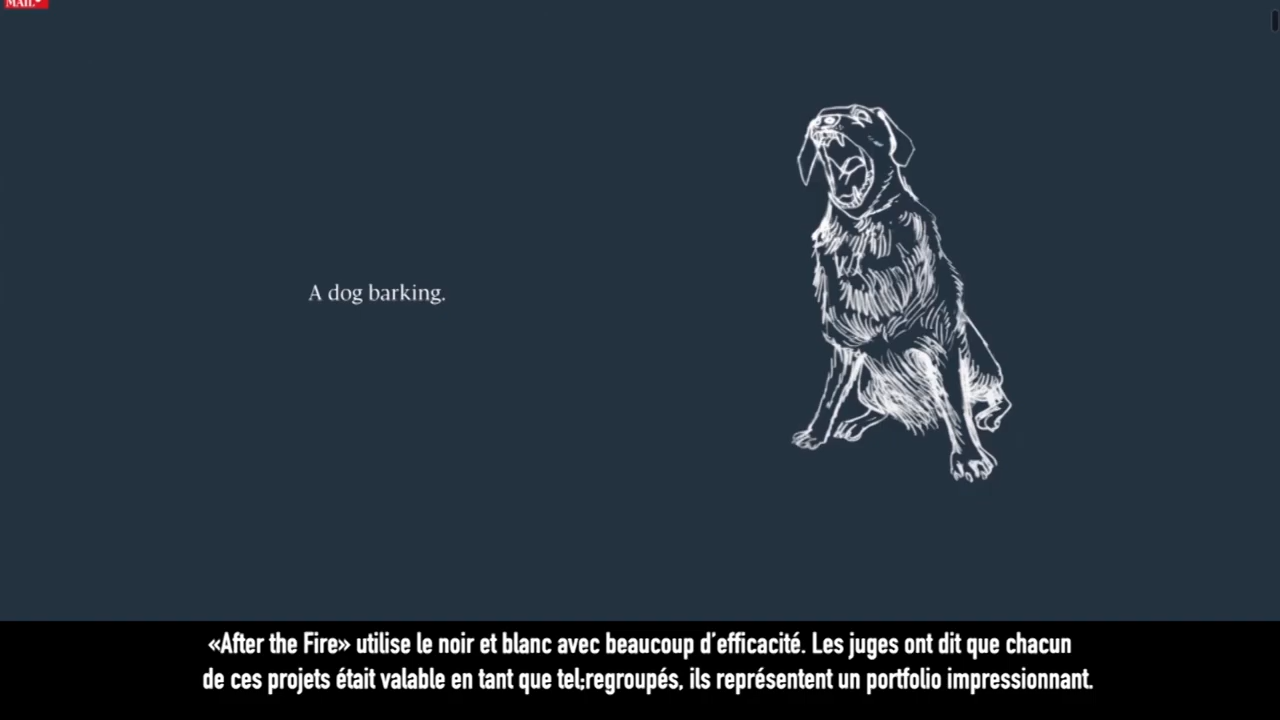 MAIL
A dog barking.
«After the Fire» utilise le noir et blanc avec beaucoup d’efficacité. Les juges ont dit que chacun
de ces projets était valable en tant que tel;regroupés, ils représentent un portfolio impressionnant.